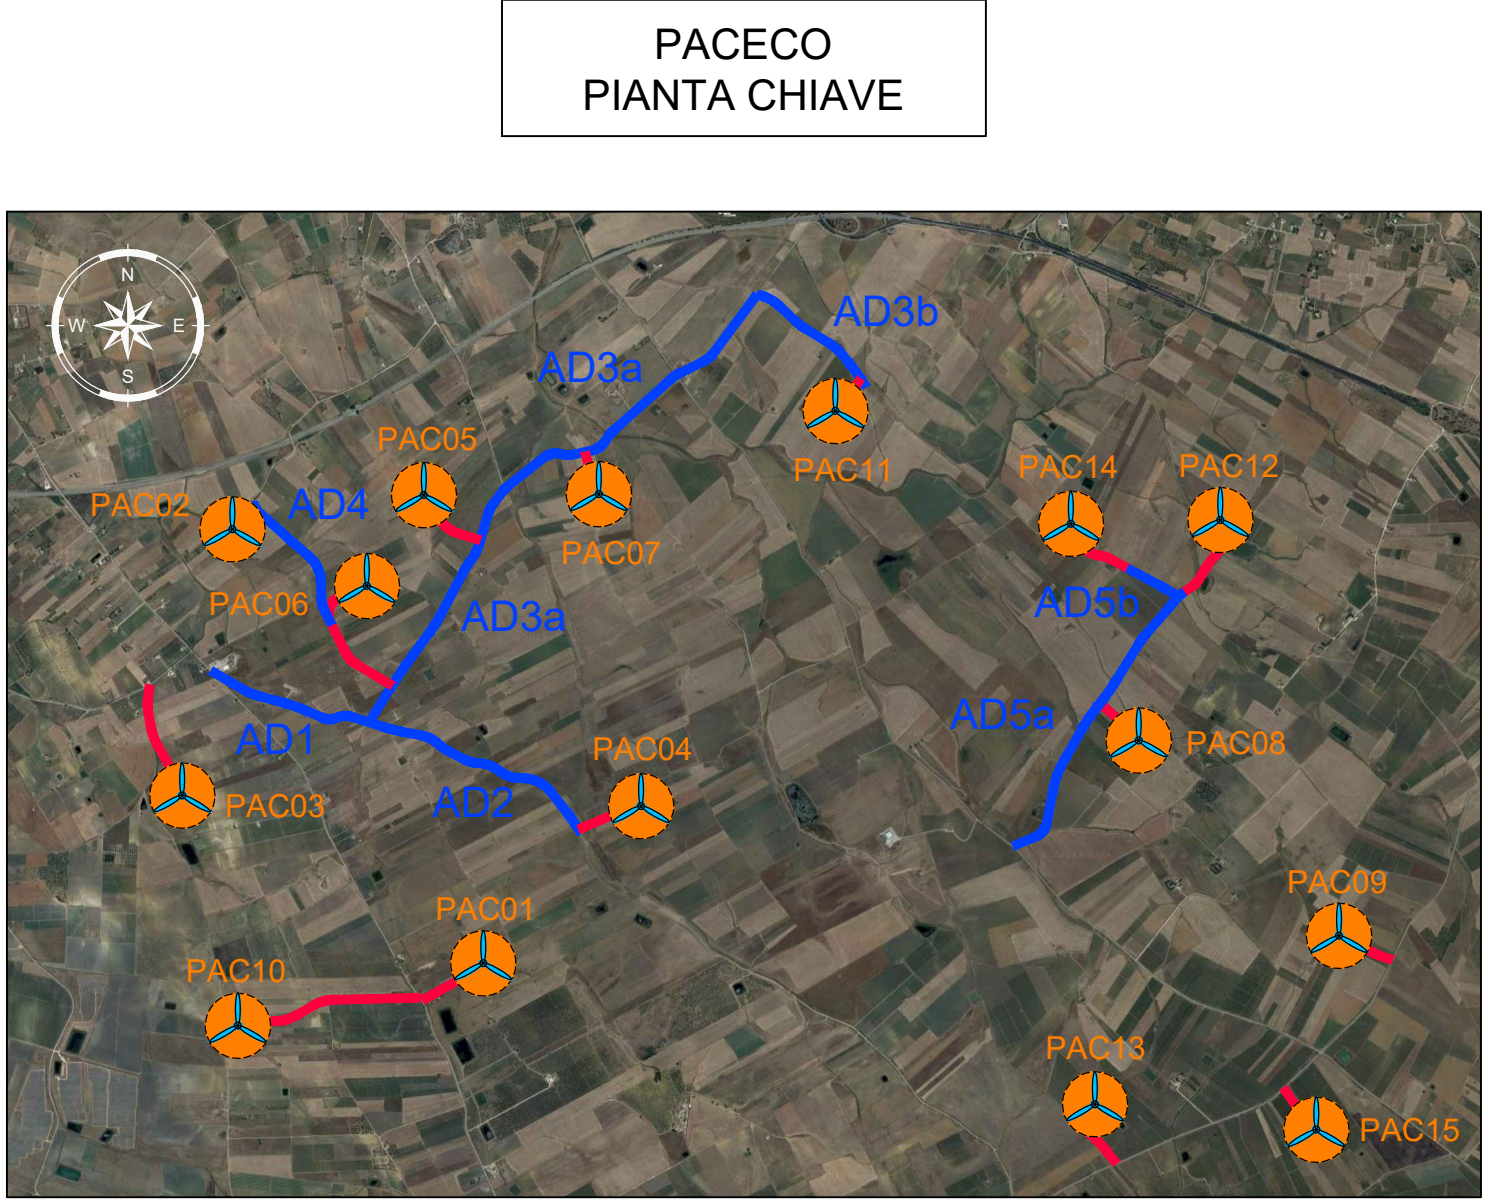 PACECO
PIANTA CHIAVE
N
W
E
S
AD3b
AD3a
PAC05
PAC11
PAC14
PAC12
PAC02
AD4
PAC07
PAC06
AD3a
AD5b
AD1
AD5a
PAC04
PAC08
PAC03
AD2
PAC09
PAC01
PAC10
PAC13
PAC15